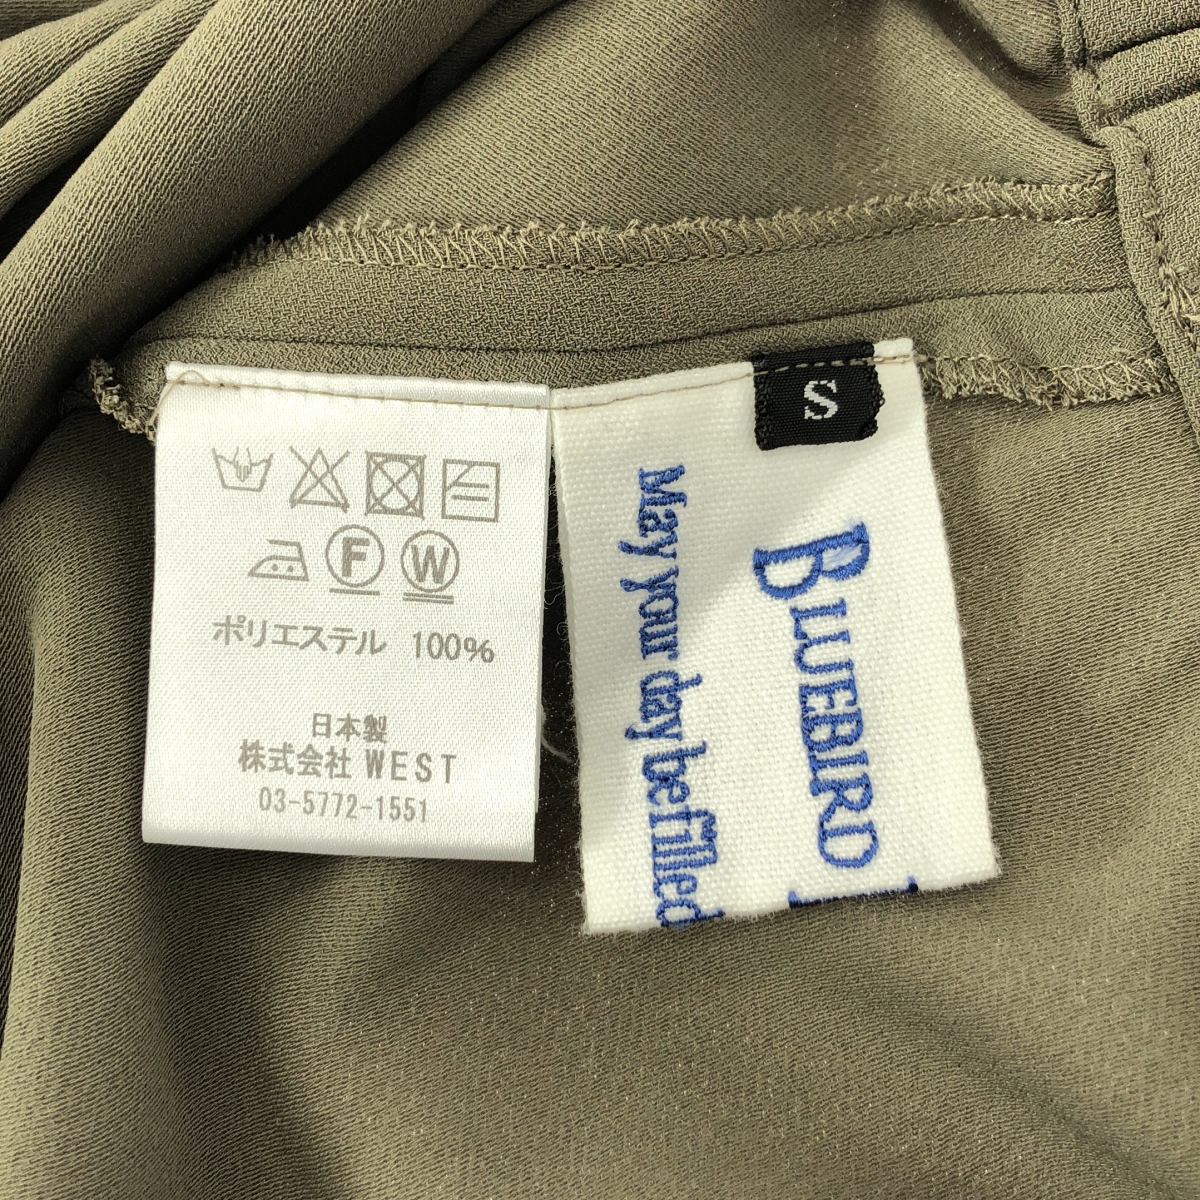 F W
ポリエステル 100%
日本製
株式会社 WEST
03-5772-1551
S
BLUEBIRD
May your day be filled